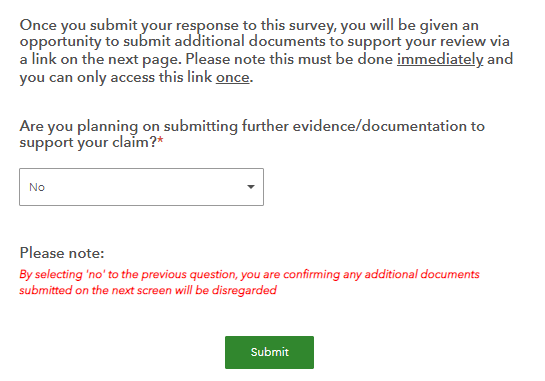 Once you submit your response to this survey, you will be given an
opportunity to submit additional documents to support your review via
a link on the next page. Please note this must be done immediately and
you can only access this link once.
Are you planning on submitting further evidence/documentation to
support your claim?*
No
Please note:
By selecting 'no' to the previous question, you are confirming any additional documents
submitted on the next screen will be disregarded
Submit